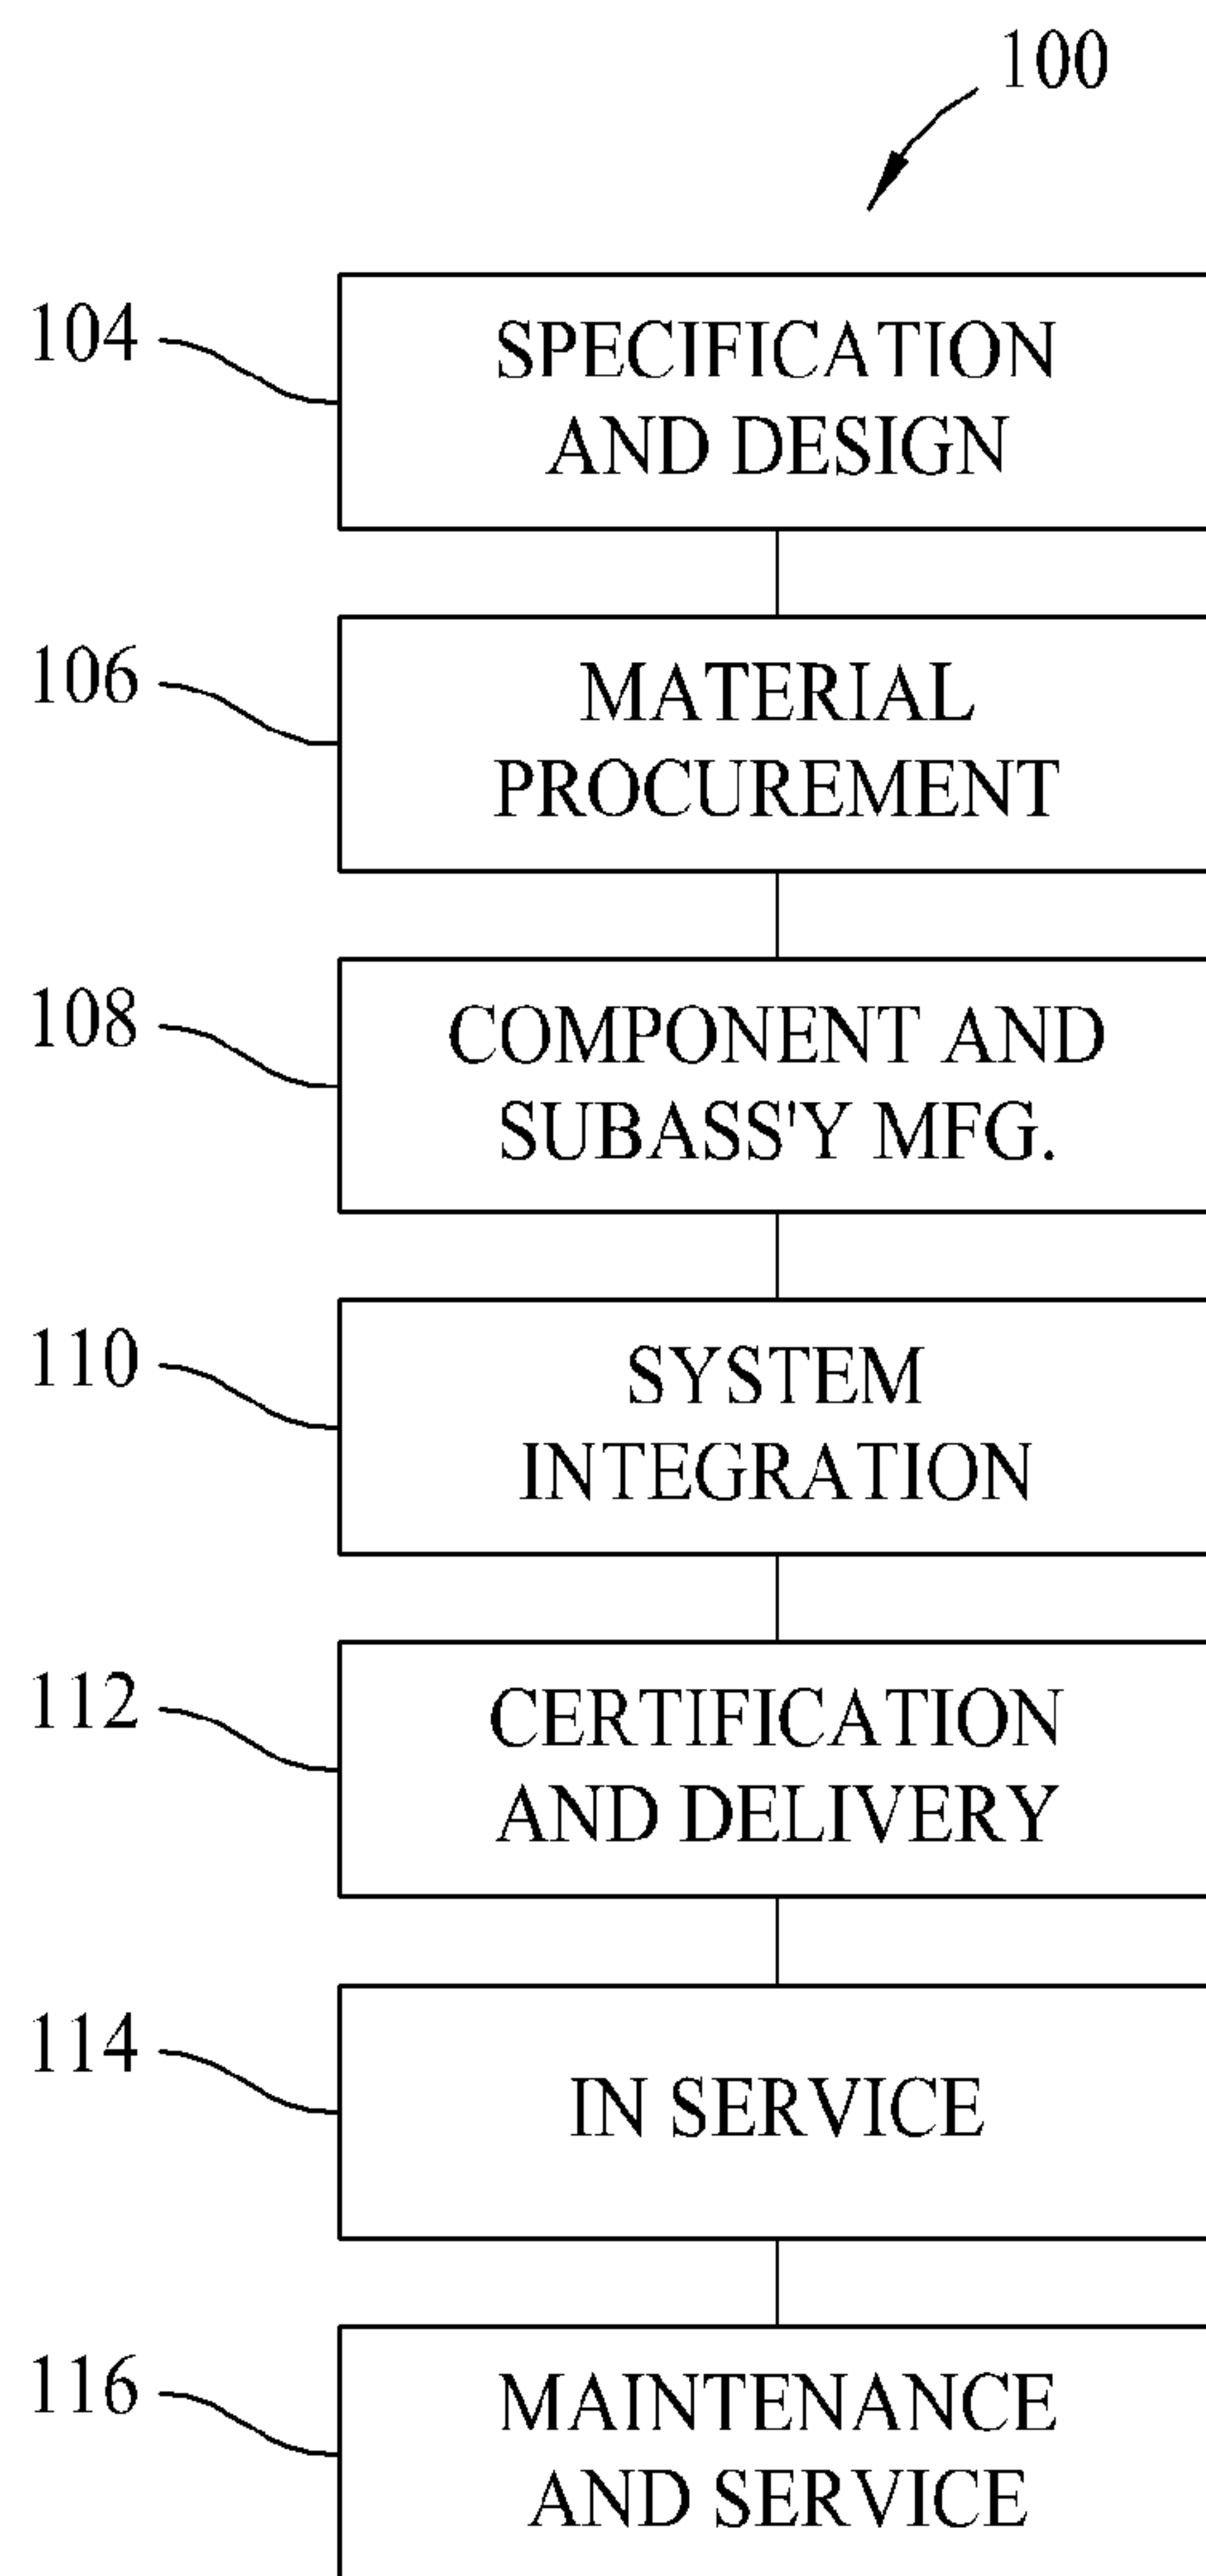 100
104
SPECIFICATION
AND DESIGN
106
MATERIAL
PROCUREMENT
108
COMPONENT AND
SUBASS'Y MFG.
110
SYSTEM
INTEGRATION
112
CERTIFICATION
AND DELIVERY
114
IN SERVICE
116
MAINTENANCE
AND SERVICE